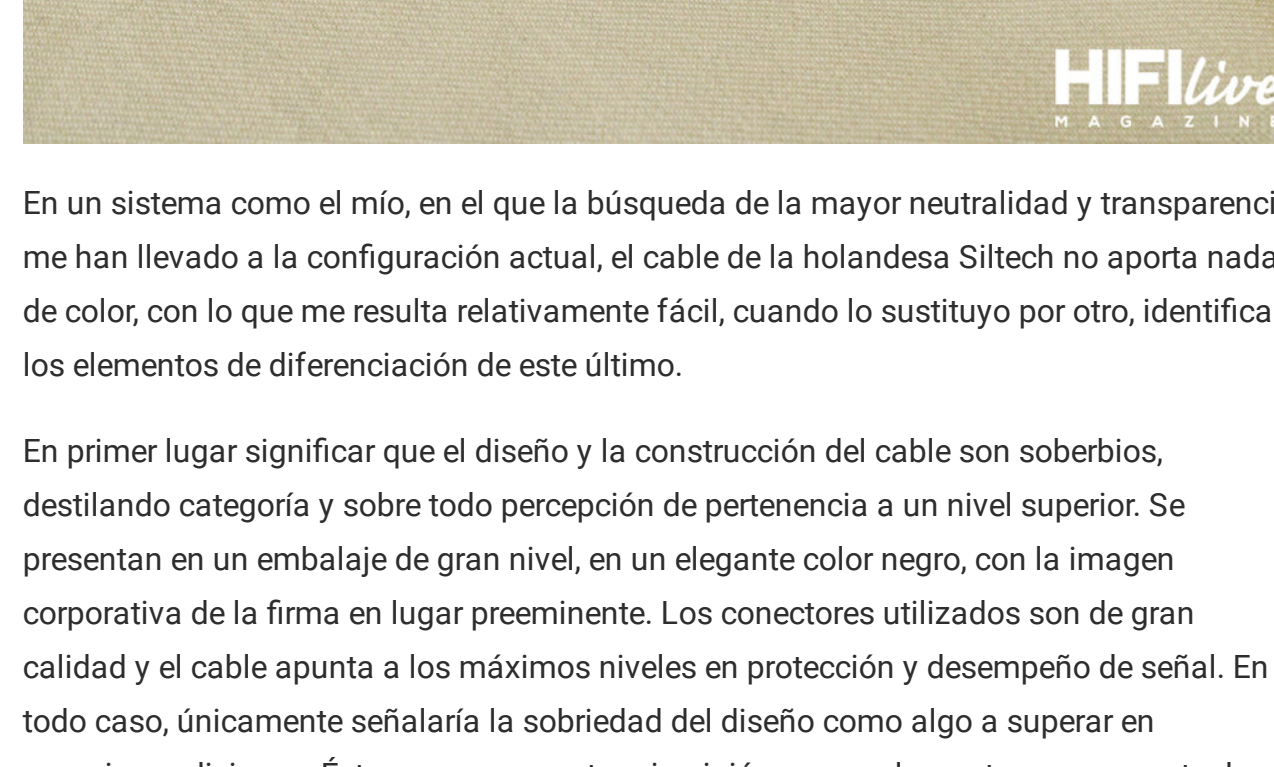 HIFI live
MAGAZINE
En un sistema como el mío, en el que la búsqueda de la mayor neutralidad y transparenci
me han llevado a la configuración actual, el cable de la holandesa Siltech no aporta nada
de color, con lo que me resulta relativamente fácil, cuando lo sustituyo por otro, identifica
los elementos de diferenciación de este último.
En primer lugar significar que el diseño y la construcción del cable son soberbios,
destilando categoría y sobre todo percepción de pertenencia a un nivel superior. Se
presentan en un embalaje de gran nivel, en un elegante color negro, con la imagen
corporativa de la firma en lugar preeminente. Los conectores utilizados son de gran
calidad y el cable apunta a los máximos niveles en protección y desempeño de señal. En
todo caso, únicamente señalaría la sobriedad del diseño como algo a superar en